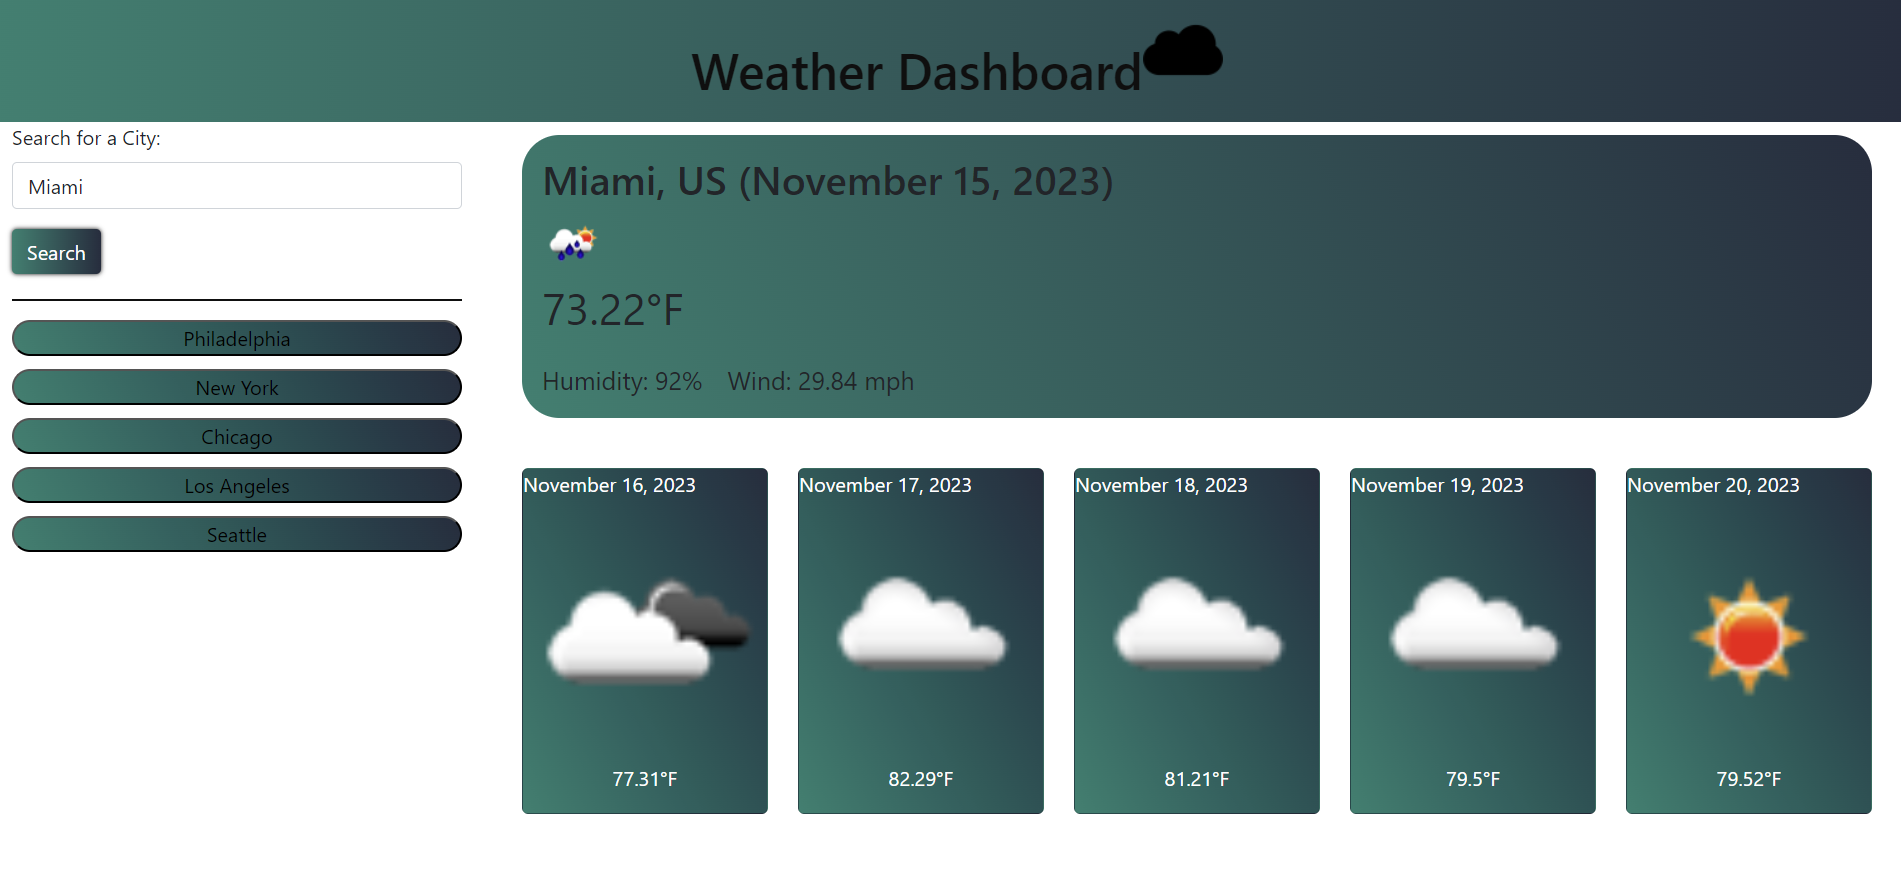 Weather Dashboard
Search for a City:
Miami
Search
Philadelphia
New York
Chicago
Los Angeles
Seattle
Miami, US (November 15, 2023)
73.22°F
Humidity: 92% Wind: 29.84 mph
November 16, 2023
77.31°F
November 17, 2023
82.29°F
November 18, 2023
81.21°F
November 19, 2023
79.5°F
November 20, 2023
79.52°F